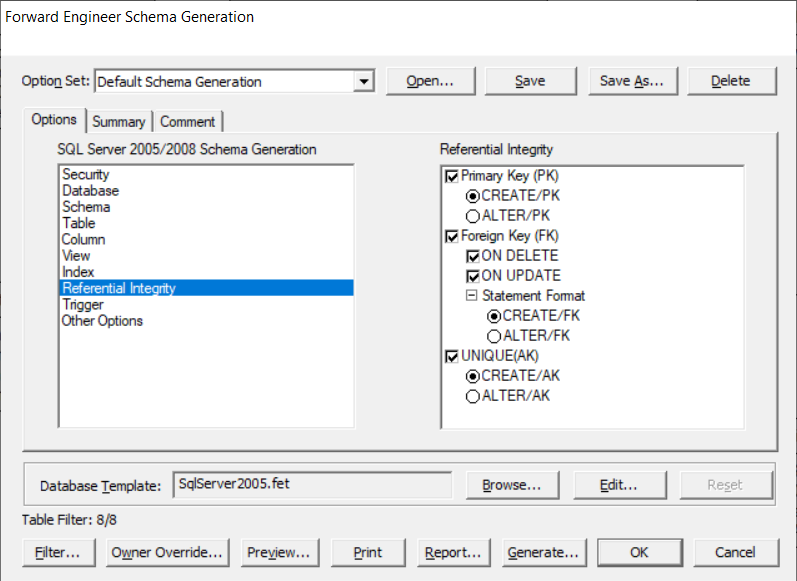 Forward Engineer Schema Generation
Option Set: Default Schema Generation Open... Save Save As... Delete
Options Summary Comment
SQL Server 2005/2008 Schema Generation
Security
Database
Schema
Table
Column
View
Index
Referential Integrity
Trigger
Other Options
Referential Integrity
Primary Key (PK)
CREATE/PK
ALTER/PK
Foreign Key (FK)
ON DELETE
ON UPDATE
Statement Format
CREATE/FK
ALTER/FK
UNIQUE(AK)
CREATE/AK
ALTER/AK
Database Template: SqlServer2005.fet Browse... Edit... Reset
Table Filter: 8/8
Filter... Owner Override... Preview... Print Report... Generate... OK Cancel